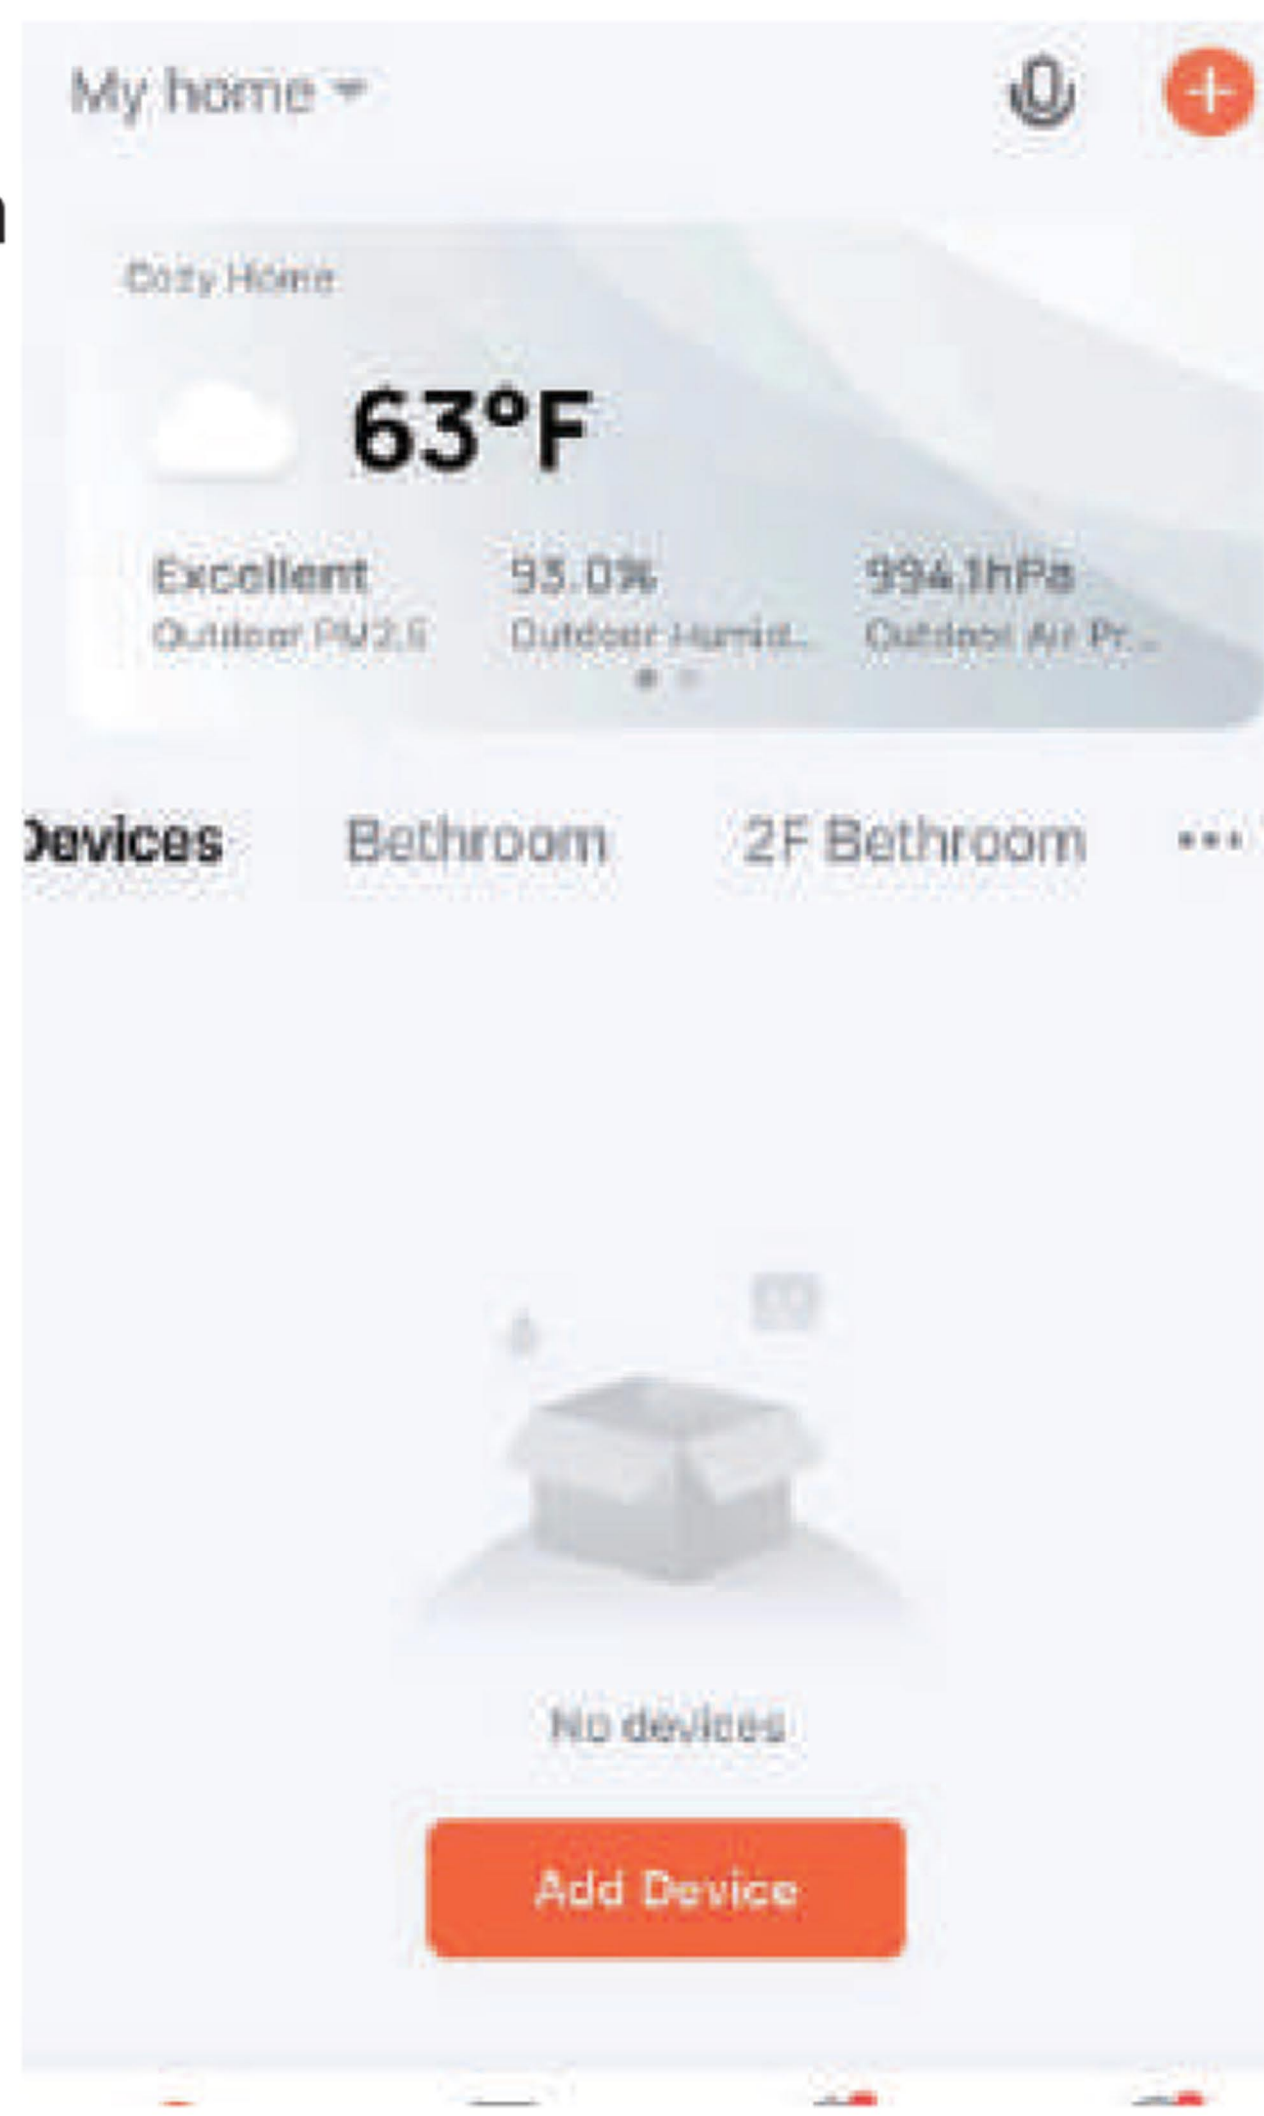 My home
Cozy Home
63°F
Excellent 93.0% 994.1hPa
Outdoor PM2.5 Outdoor Humid... Outdoor Air Pr...
Devices Bethroom 2F Bethroom ...
No devices
Add Device